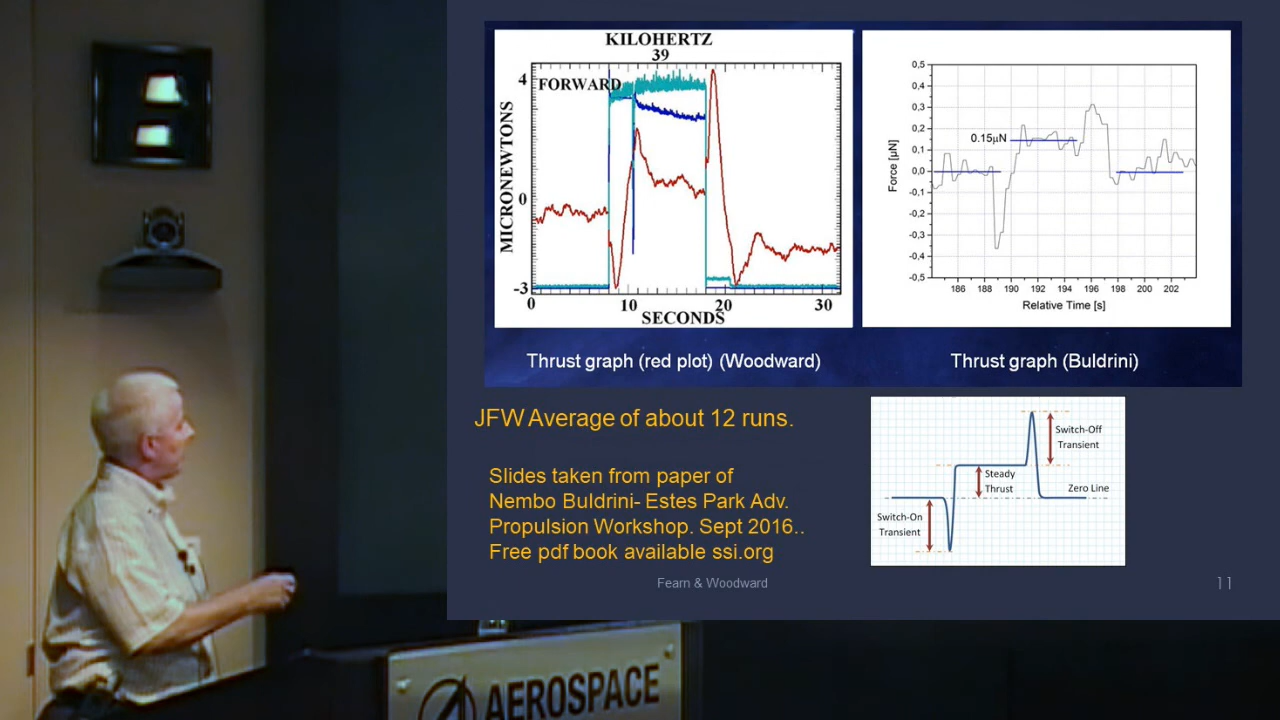 KILOHERTZ
39
4
FORWARD
MICRONEWTONS
0
-3
0
10
20
30
SECONDS
0,5
0,4
0,3
0,2
0,1
0,0
-0,1
-0,2
-0,3
-0,4
-0,5
0.15µN
Force [µN]
186 188 190 192 194 196 198 200 202
Relative Time [s]
Thrust graph (red plot) (Woodward)
Thrust graph (Buldrini)
JFW Average of about 12 runs.
Slides taken from paper of
Nembo Buldrini- Estes Park Adv.
Propulsion Workshop. Sept 2016..
Free pdf book available ssi.org
Switch-Off
Transient
Steady
Thrust
Zero Line
Switch-On
Transient
Fearn & Woodward
11
AEROSPACE